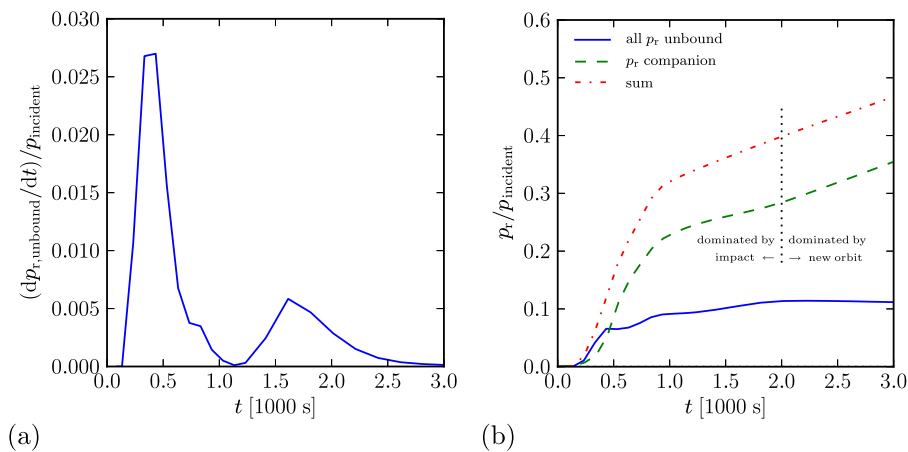 0.030
0.025
0.020
0.015
0.010
0.005
0.000
(dp_r,unbound/dt)/p_incident
0.0 0.5 1.0 1.5 2.0 2.5 3.0
t [1000 s]
(a)
0.6
0.5
0.4
0.3
0.2
0.1
0.0
p_r/p_incident
all p_r unbound
p_r companion
sum
dominated by
impact ←
dominated by
→ new orbit
0.0 0.5 1.0 1.5 2.0 2.5 3.0
t [1000 s]
(b)